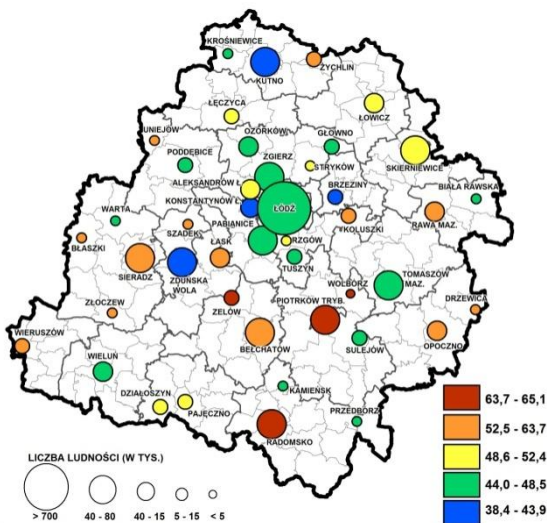 KROŚNIEWICE
KUTNO
ŻYCHLIN
ŁĘCZYCA
ŁOWICZ
UNIEJÓW
OZORKÓW
GŁOWNO
PODDĘBICE
ZGIERZ
STRYKÓW
SKIERNIEWICE
ALEKSANDRÓW Ł.
BRZEZINY
BIAŁA RAWSKA
KONSTANTYNÓW Ł.
ŁÓDŹ
WARTA
PABIANICE
KOLUSZKI
RAWA MAZ.
SZADEK
RZGÓW
BŁASZKI
ŁASK
SIERADZ
TUSZYN
ZDUŃSKA
WOLA
TOMASZÓW
MAZ.
WOLBÓRZ
ZŁOCZEW
ZELÓW
PIOTRKÓW TRYB.
DRZEWICA
WIERUSZÓW
BEŁCHATÓW
SULEJÓW
OPOCZNO
WIELUŃ
KAMIEŃSK
DZIAŁOSZYN
PAJĘCZNO
PRZEDBÓRZ
RADOMSKO
63,7 - 65,1
52,5 - 63,7
48,6 - 52,4
44,0 - 48,5
38,4 - 43,9
LICZBA LUDNOŚCI (W TYS.)
> 700 40 - 80 40 - 15 5 - 15 < 5